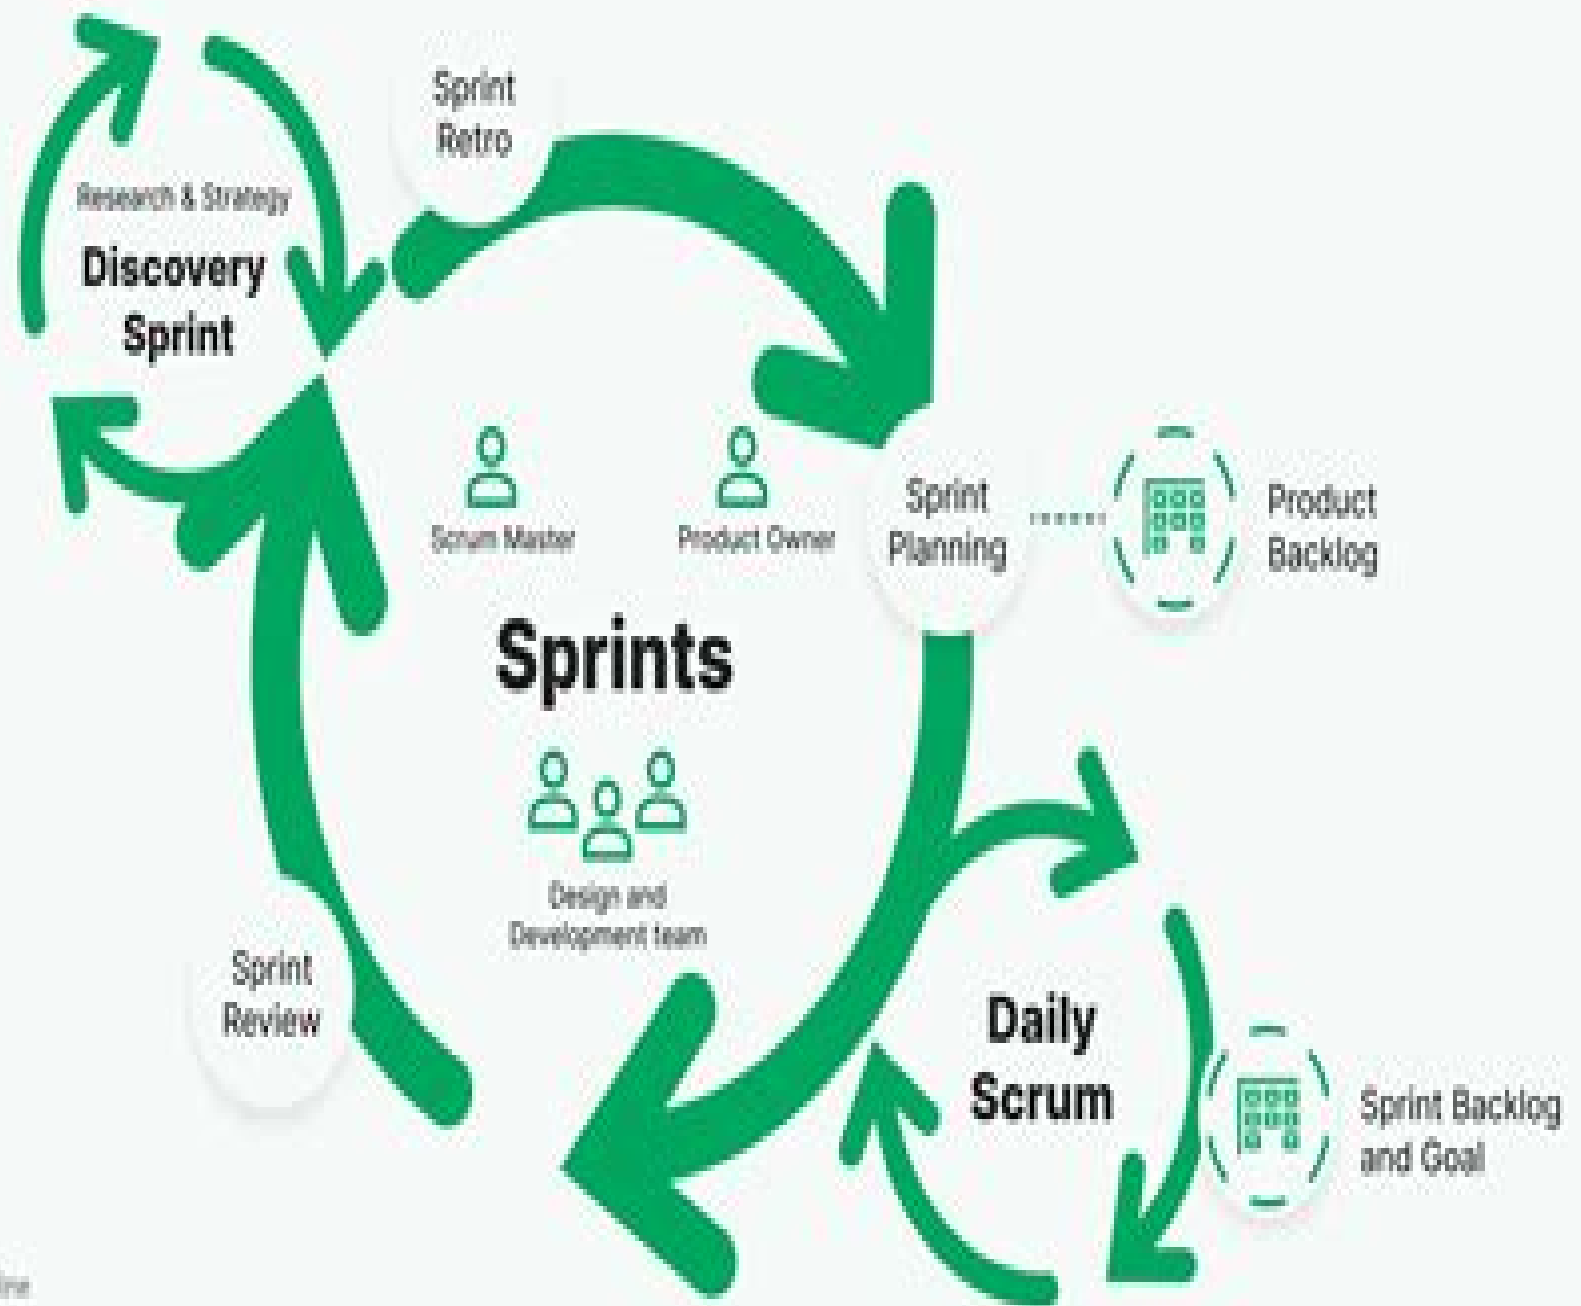 Sprint
Retro
Research & Strategy
Discovery
Sprint
Scrum Master
Product Owner
Sprint
Planning
Product
Backlog
Sprints
Design and
Development team
Sprint
Review
Daily
Scrum
Sprint Backlog
and Goal